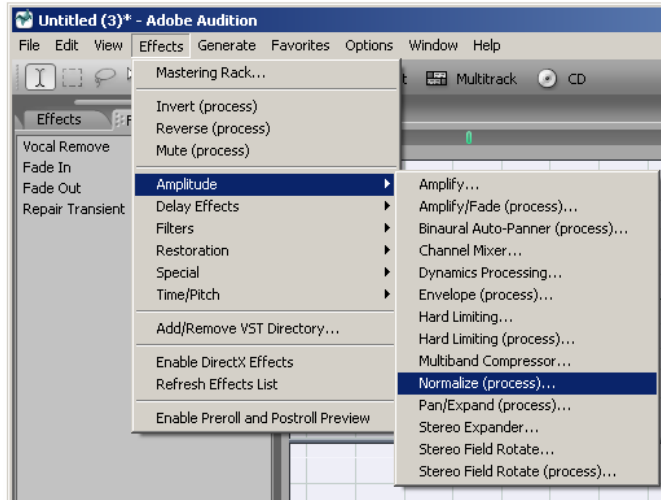 Untitled (3)* - Adobe Audition
File Edit View Effects Generate Favorites Options Window Help
Multitrack CD
Effects
Vocal Remove
Fade In
Fade Out
Repair Transient
Mastering Rack...
Invert (process)
Reverse (process)
Mute (process)
Amplitude
Delay Effects
Filters
Restoration
Special
Time/Pitch
Add/Remove VST Directory...
Enable DirectX Effects
Refresh Effects List
Enable Preroll and Postroll Preview
Amplify...
Amplify/Fade (process)...
Binaural Auto-Panner (process)...
Channel Mixer...
Dynamics Processing...
Envelope (process)...
Hard Limiting...
Hard Limiting (process)...
Multiband Compressor...
Normalize (process)...
Pan/Expand (process)...
Stereo Expander...
Stereo Field Rotate...
Stereo Field Rotate (process)...